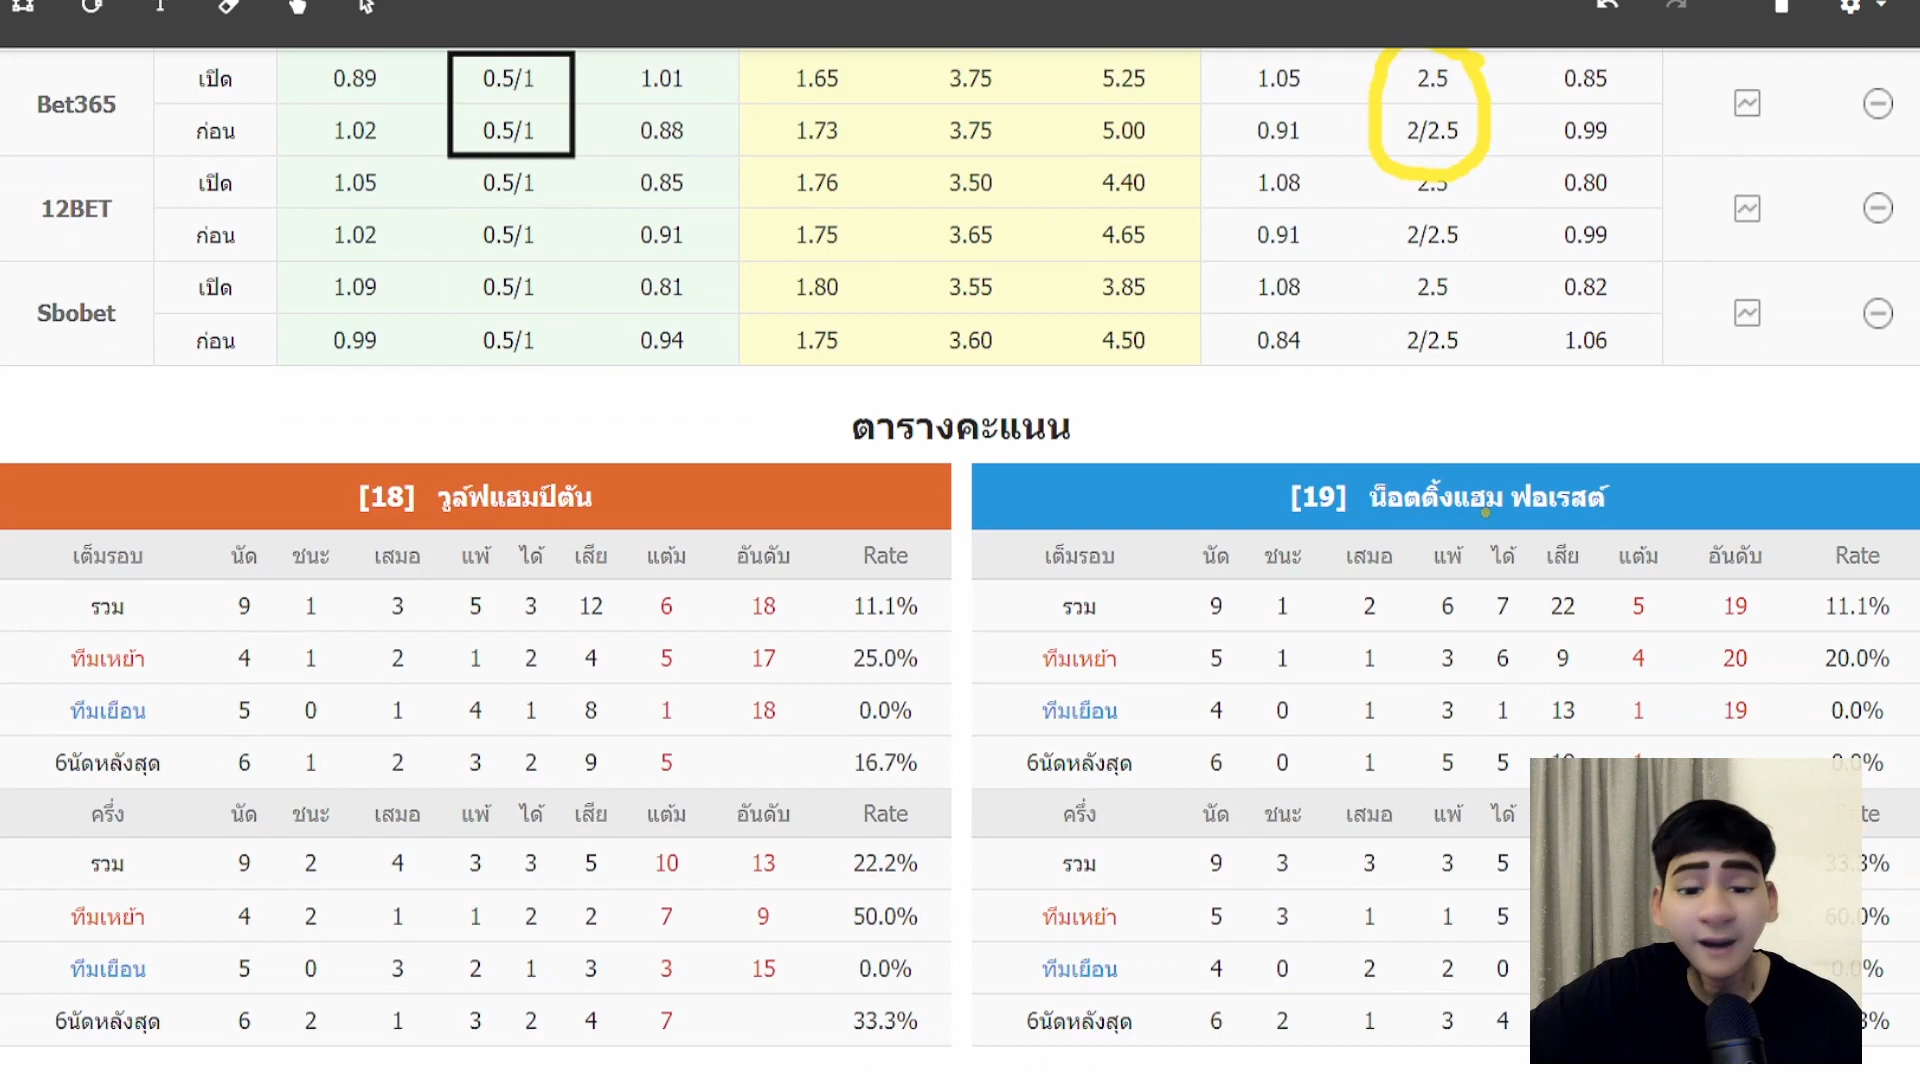 Bet365 เปิด 0.89 0.5/1 1.01 1.65 3.75 5.25 1.05 2.5 0.85
ก่อน 1.02 0.5/1 0.88 1.73 3.75 5.00 0.91 2/2.5 0.99
12BET เปิด 1.05 0.5/1 0.85 1.76 3.50 4.40 1.08 2.5 0.80
ก่อน 1.02 0.5/1 0.91 1.75 3.65 4.65 0.91 2/2.5 0.99
Sbobet เปิด 1.09 0.5/1 0.81 1.80 3.55 3.85 1.08 2.5 0.82
ก่อน 0.99 0.5/1 0.94 1.75 3.60 4.50 0.84 2/2.5 1.06
ตารางคะแนน
[18] วูล์ฟแฮมป์ตัน
เต็มรอบ นัด ชนะ เสมอ แพ้ ได้ เสีย แต้ม อันดับ Rate
รวม 9 1 3 5 3 12 6 18 11.1%
ทีมเหย้า 4 1 2 1 2 4 5 17 25.0%
ทีมเยือน 5 0 1 4 1 8 1 18 0.0%
6นัดหลังสุด 6 1 2 3 2 9 5 16.7%
ครึ่ง นัด ชนะ เสมอ แพ้ ได้ เสีย แต้ม อันดับ Rate
รวม 9 2 4 3 3 5 10 13 22.2%
ทีมเหย้า 4 2 1 1 2 2 7 9 50.0%
ทีมเยือน 5 0 3 2 1 3 3 15 0.0%
6นัดหลังสุด 6 2 1 3 2 4 7 33.3%
[19] น็อตติ้งแฮม ฟอเรสต์
เต็มรอบ นัด ชนะ เสมอ แพ้ ได้ เสีย แต้ม อันดับ Rate
รวม 9 1 2 6 7 22 5 19 11.1%
ทีมเหย้า 5 1 1 3 6 9 4 20 20.0%
ทีมเยือน 4 0 1 3 1 13 1 19 0.0%
6นัดหลังสุด 6 0 1 5 5
ครึ่ง นัด ชนะ เสมอ แพ้ ได้
รวม 9 3 3 3 5
ทีมเหย้า 5 3 1 1 5
ทีมเยือน 4 0 2 2 0
6นัดหลังสุด 6 2 1 3 4